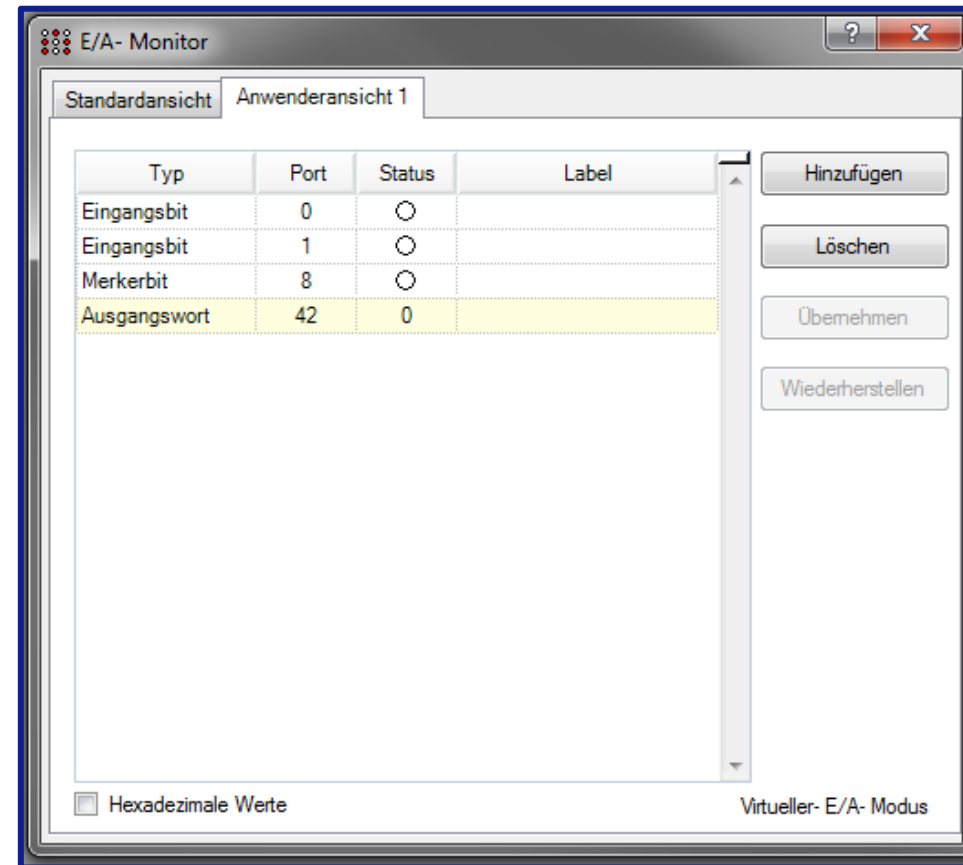 E/A- Monitor
?
Standardansicht Anwenderansicht 1
Typ Port Status Label Hinzufügen
Eingangsbit 0
Eingangsbit 1 Löschen
Merkerbit 8
Ausgangswort 42 0 Übernehmen
Wiederherstellen
Hexadezimale Werte Virtueller- E/A- Modus